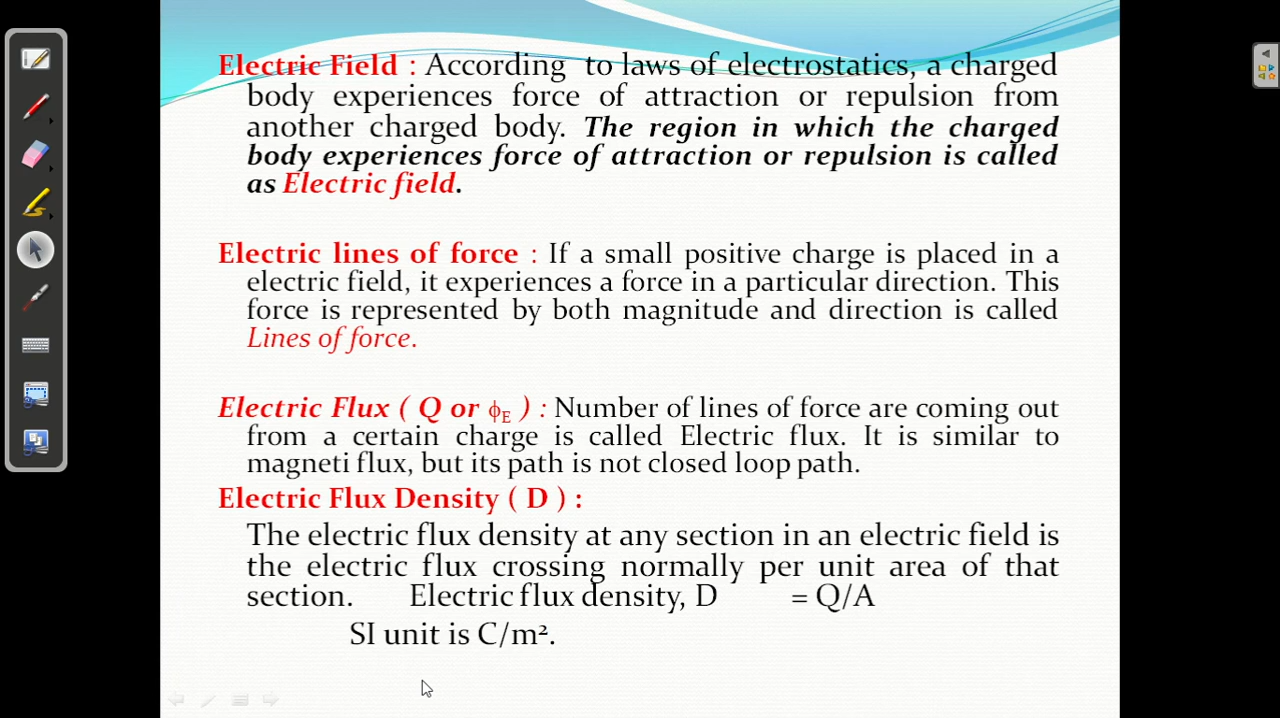 Electric Field : According to laws of electrostatics, a charged
body experiences force of attraction or repulsion from
another charged body. The region in which the charged
body experiences force of attraction or repulsion is called
as Electric field.
Electric lines of force : If a small positive charge is placed in a
electric field, it experiences a force in a particular direction. This
force is represented by both magnitude and direction is called
Lines of force.
Electric Flux ( Q or ϕE ) : Number of lines of force are coming out
from a certain charge is called Electric flux. It is similar to
magneti flux, but its path is not closed loop path.
Electric Flux Density ( D ) :
The electric flux density at any section in an electric field is
the electric flux crossing normally per unit area of that
section. Electric flux density, D = Q/A
SI unit is C/m².